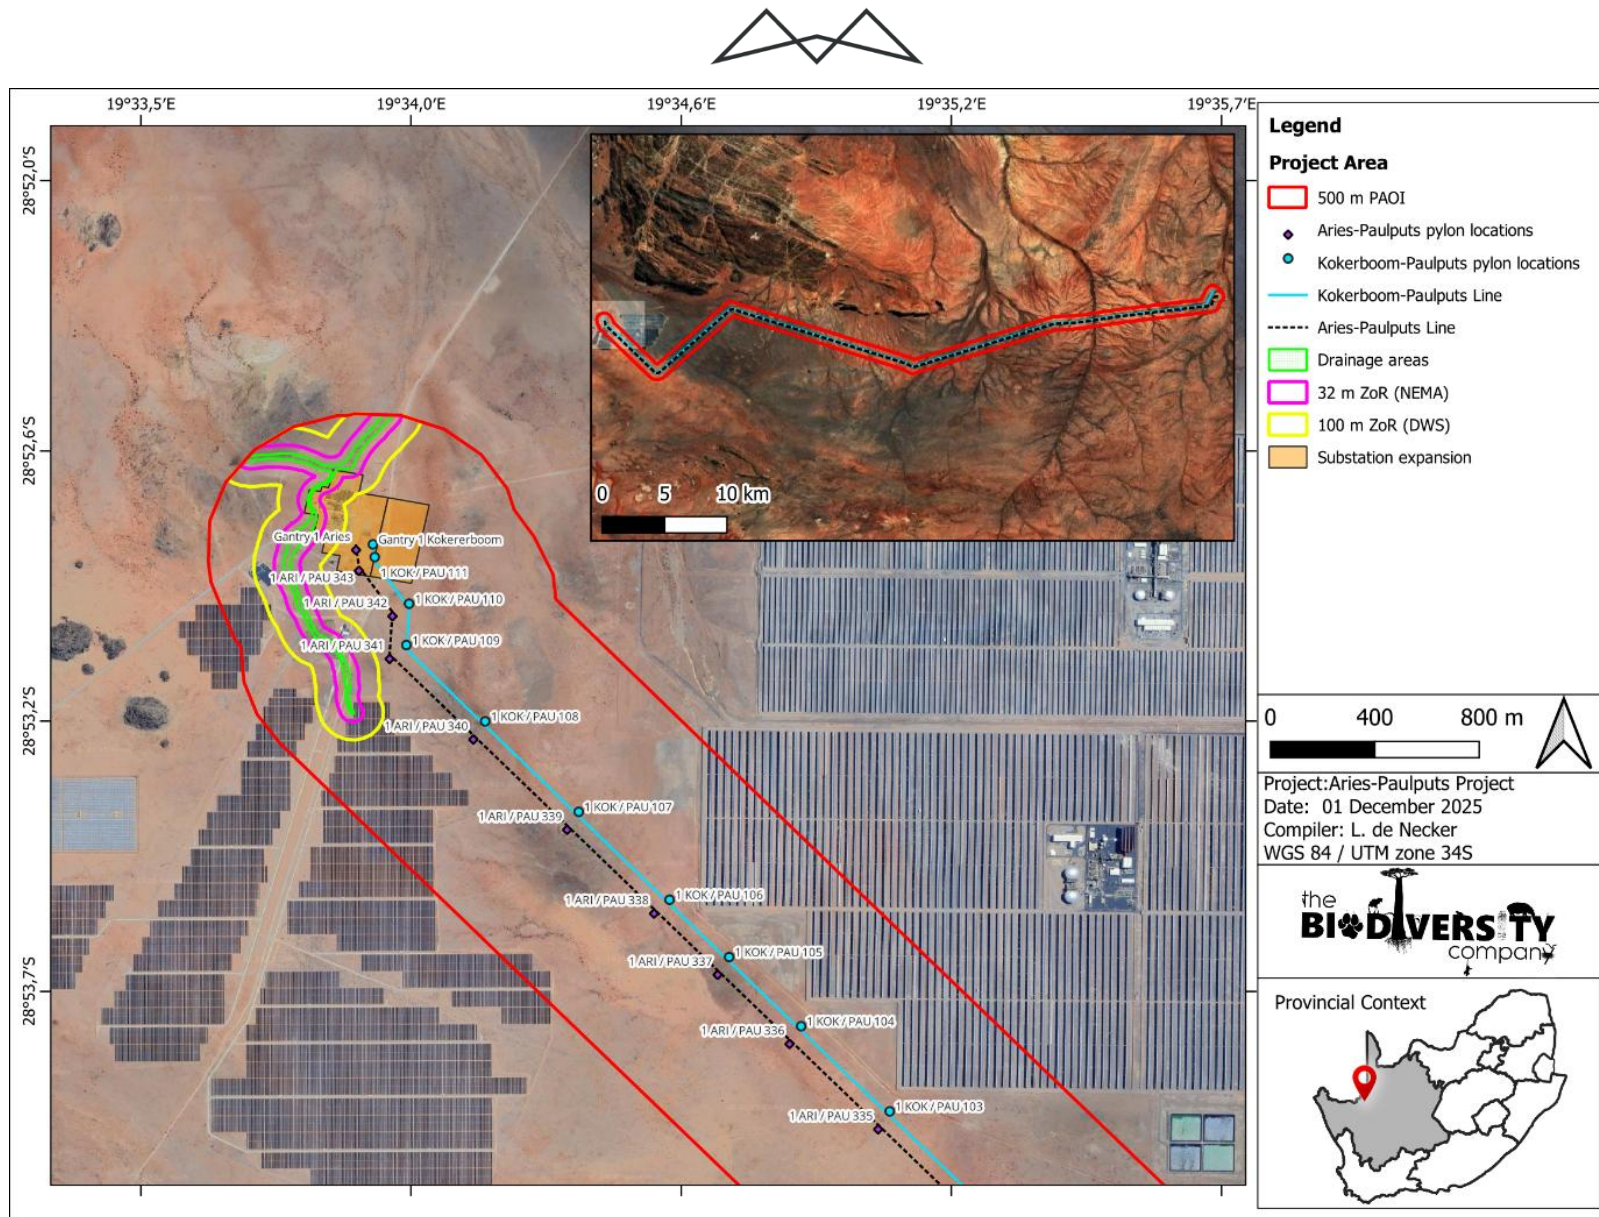 19°33,5'E
19°34,0'E
19°34,6'E
19°35,2'E
19°35,7'E
28°52,0'S
28°52,6'S
28°53,2'S
28°53,7'S
0 5 10 km
Gantry 1 Aries
Gantry 1 Kokererboom
1 ARI / PAU 343
1 KOK / PAU 111
1 ARI / PAU 342
1 KOK / PAU 110
1 ARI / PAU 341
1 KOK / PAU 109
1 ARI / PAU 340
1 KOK / PAU 108
1 ARI / PAU 339
1 KOK / PAU 107
1 ARI / PAU 338
1 KOK / PAU 106
1 ARI / PAU 337
1 KOK / PAU 105
1 ARI / PAU 336
1 KOK / PAU 104
1 ARI / PAU 335
1 KOK / PAU 103
Legend
Project Area
500 m PAOI
Aries-Paulputs pylon locations
Kokerboom-Paulputs pylon locations
Kokerboom-Paulputs Line
Aries-Paulputs Line
Drainage areas
32 m ZoR (NEMA)
100 m ZoR (DWS)
Substation expansion
0 400 800 m
Project:Aries-Paulputs Project
Date: 01 December 2025
Compiler: L. de Necker
WGS 84 / UTM zone 34S
the
BIODIVERSITY
company
Provincial Context